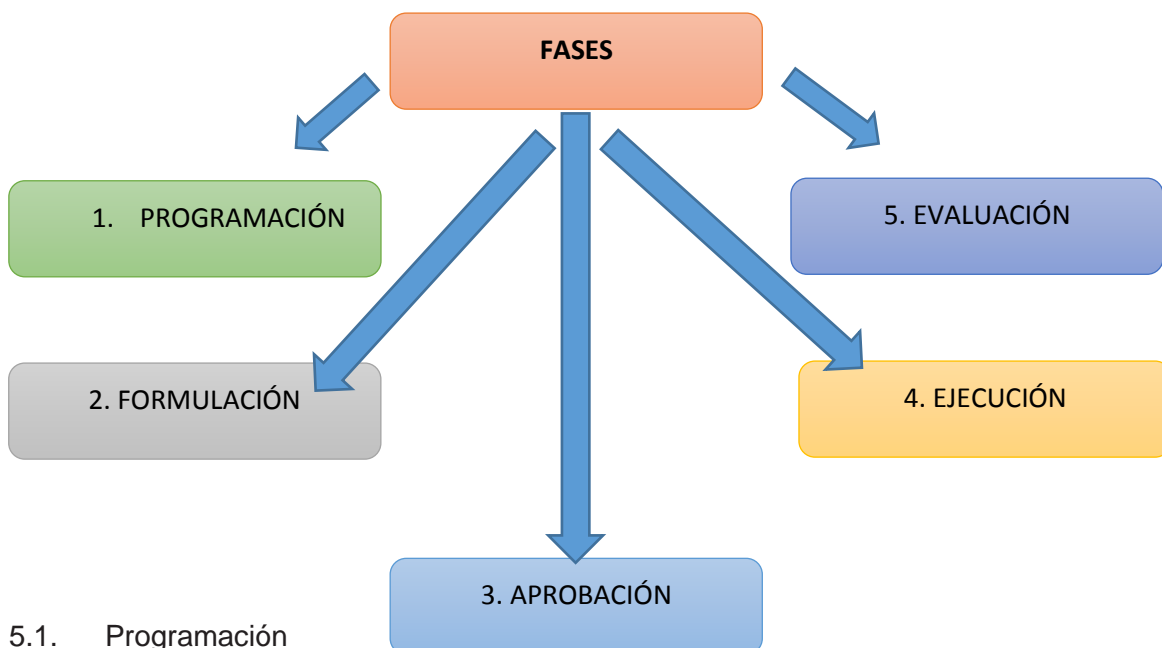 FASES
1. PROGRAMACIÓN
5. EVALUACIÓN
2. FORMULACIÓN
4. EJECUCIÓN
3. APROBACIÓN
5.1. Programación